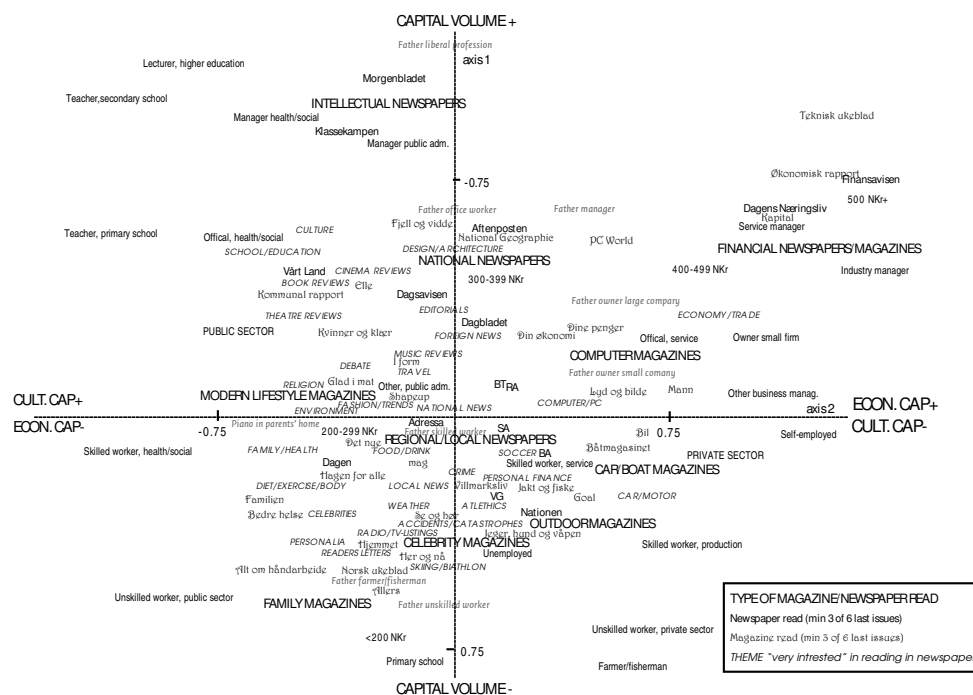 CAPITAL VOLUME +
Father liberal profession
axis 1
Lecturer, higher education
Morgenbladet
Teacher,secondary school
INTELLECTUAL NEWSPAPERS
Manager health/social
Teknisk ukeblad
Klassekampen
Manager public adm.
-0.75
Økonomisk rapport
Finansavisen
500 NKr+
Father office worker
Father manager
Dagens Næringsliv
Kapital
Fjell og vidde
Service manager
CULTURE
Aftenposten
Teacher, primary school
Offical, health/social
National Geographic
PC World
SCHOOL/EDUCATION
DESIGN/ARCHITECTURE
FINANCIAL NEWSPAPERS/MAGAZINES
NATIONAL NEWSPAPERS
Vårt Land
CINEMA REVIEWS
400-499 NKr
Industry manager
300-399 NKr
BOOK REVIEWS
Elle
Kommunal rapport
Dagsavisen
Father owner large company
EDITORIALS
THEATRE REVIEWS
ECONOMY/TRADE
Dagbladet
PUBLIC SECTOR
Kvinner og klær
Dine penger
FOREIGN NEWS
Din økonomi
Offical, service
Owner small firm
MUSIC REVIEWS
COMPUTERMAGAZINES
I form
DEBATE
TRAVEL
Father owner small comany
RELIGION
Glad i mat
Other, public adm.
BT
RA
Lyd og bilde
Mann
Other business manag.
MODERN LIFESTYLE MAGAZINES
Shapeup
CULT. CAP+
FASHION/TRENDS
NATIONAL NEWS
COMPUTER/PC
axis2
ECON. CAP+
ENVIRONMENT
ECON. CAP-
Piano in parents' home
Adressa
CULT. CAP-
-0.75
200-299 KNr
Father skilled worker
SA
Bil
0.75
Self-employed
Det nye
REGIONAL/LOCAL NEWSPAPERS
Skilled worker, health/social
FAMILY/HEALTH
FOOD/DRINK
SOCCER
BA
Båtmagasinet
PRIVATE SECTOR
Dagen
mag
Skilled worker, service
CAR/BOAT MAGAZINES
Hagen for alle
CRIME
PERSONAL FINANCE
DIET/EXERCISE/BODY
LOCAL NEWS
Villmarksliv
Jakt og fiske
Familien
VG
Goal
CAR/MOTOR
WEATHER
ATLETHICS
Bedre helse
CELEBRITIES
Se og hør
Nationen
ACCIDENTS/CATASTROPHES
OUTDOORMAGAZINES
RADIO/TV-LISTINGS
Jeger, hund og våpen
PERSONALIA
Hjemmet
CELEBRITY MAGAZINES
Skilled worker, production
READERS LETTERS
Her og nå
Unemployed
Alt om håndarbeide
Norsk ukeblad
SKIING/BIATHLON
Father farmer/fisherman
Allers
Unskilled worker, public sector
FAMILY MAGAZINES
Father unskilled worker
TYPE OF MAGAZINE/NEWSPAPER READ
Newspaper read (min 3 of 6 last issues)
Magazine read (min 3 of 6 last issues)
THEME "very intrested" in reading in newspaper
Unskilled worker, private sector
<200 NKr
0.75
Primary school
Farmer/fisherman
CAPITAL VOLUME -